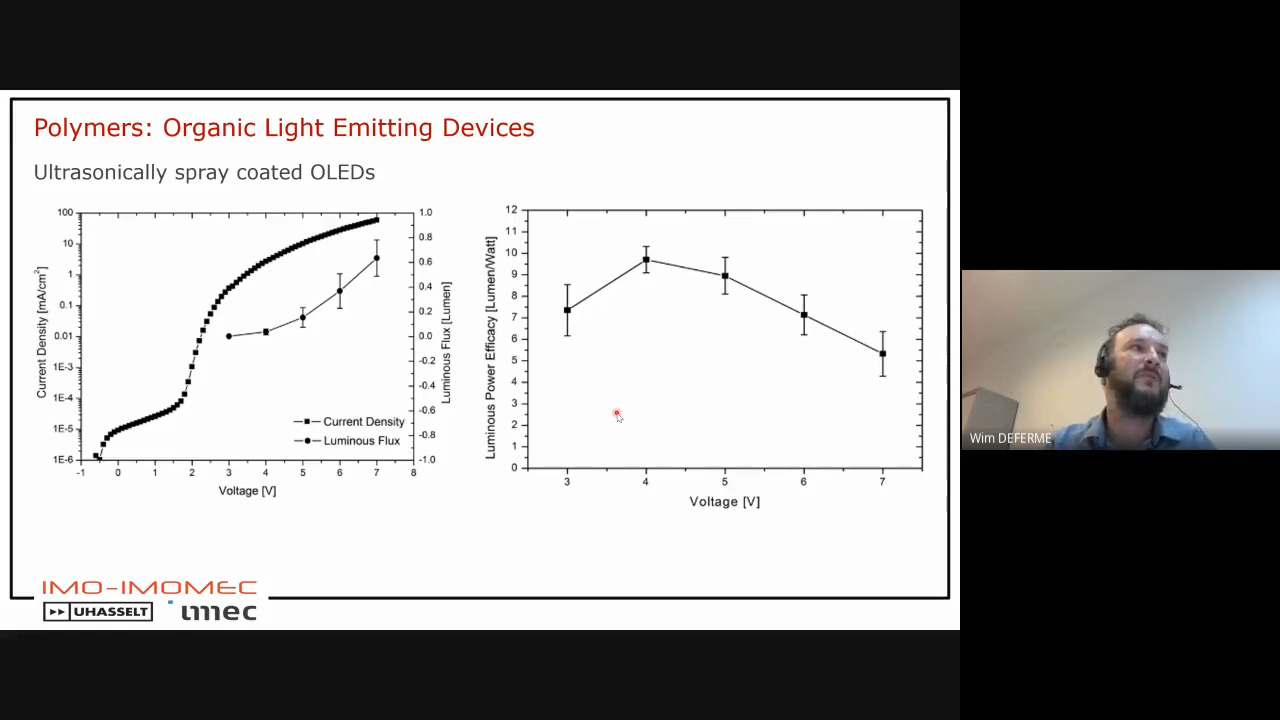 Polymers: Organic Light Emitting Devices
Ultrasonically spray coated OLEDs
100
10
1
0.1
0.01
1E-3
1E-4
1E-5
1E-6
Current Density [mA/cm²]
-1 0 1 2 3 4 5 6 7 8
Voltage [V]
1.0
0.8
0.6
0.4
0.2
0.0
-0.2
-0.4
-0.6
-0.8
-1.0
Luminous Flux [Lumen]
Current Density
Luminous Flux
12
11
10
9
8
7
6
5
4
3
2
1
0
Luminous Power Efficacy [Lumen/Watt]
3 4 5 6 7
Voltage [V]
Wim DEFERME
IMO-IMOMEC
UHASSELT imec